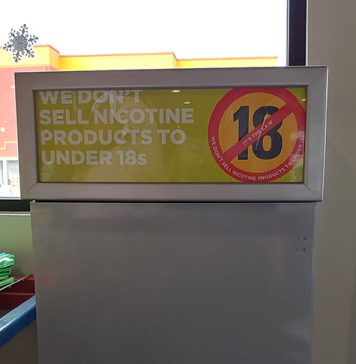 WE DON'T
SELL NICOTINE
PRODUCTS TO
UNDER 18s
18
IT'S THE LAW
WE DON'T SELL NICOTINE PRODUCTS TO UNDER 18s